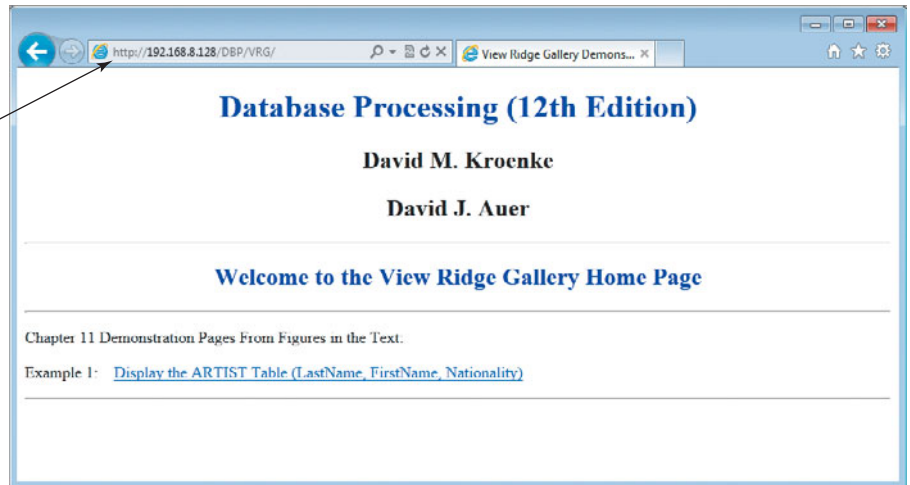 http://192.168.8.128/DBP/VRG/
View Ridge Gallery Demons...
Database Processing (12th Edition)
David M. Kroenke
David J. Auer
Welcome to the View Ridge Gallery Home Page
Chapter 11 Demonstration Pages From Figures in the Text:
Example 1: Display the ARTIST Table (LastName, FirstName, Nationality)